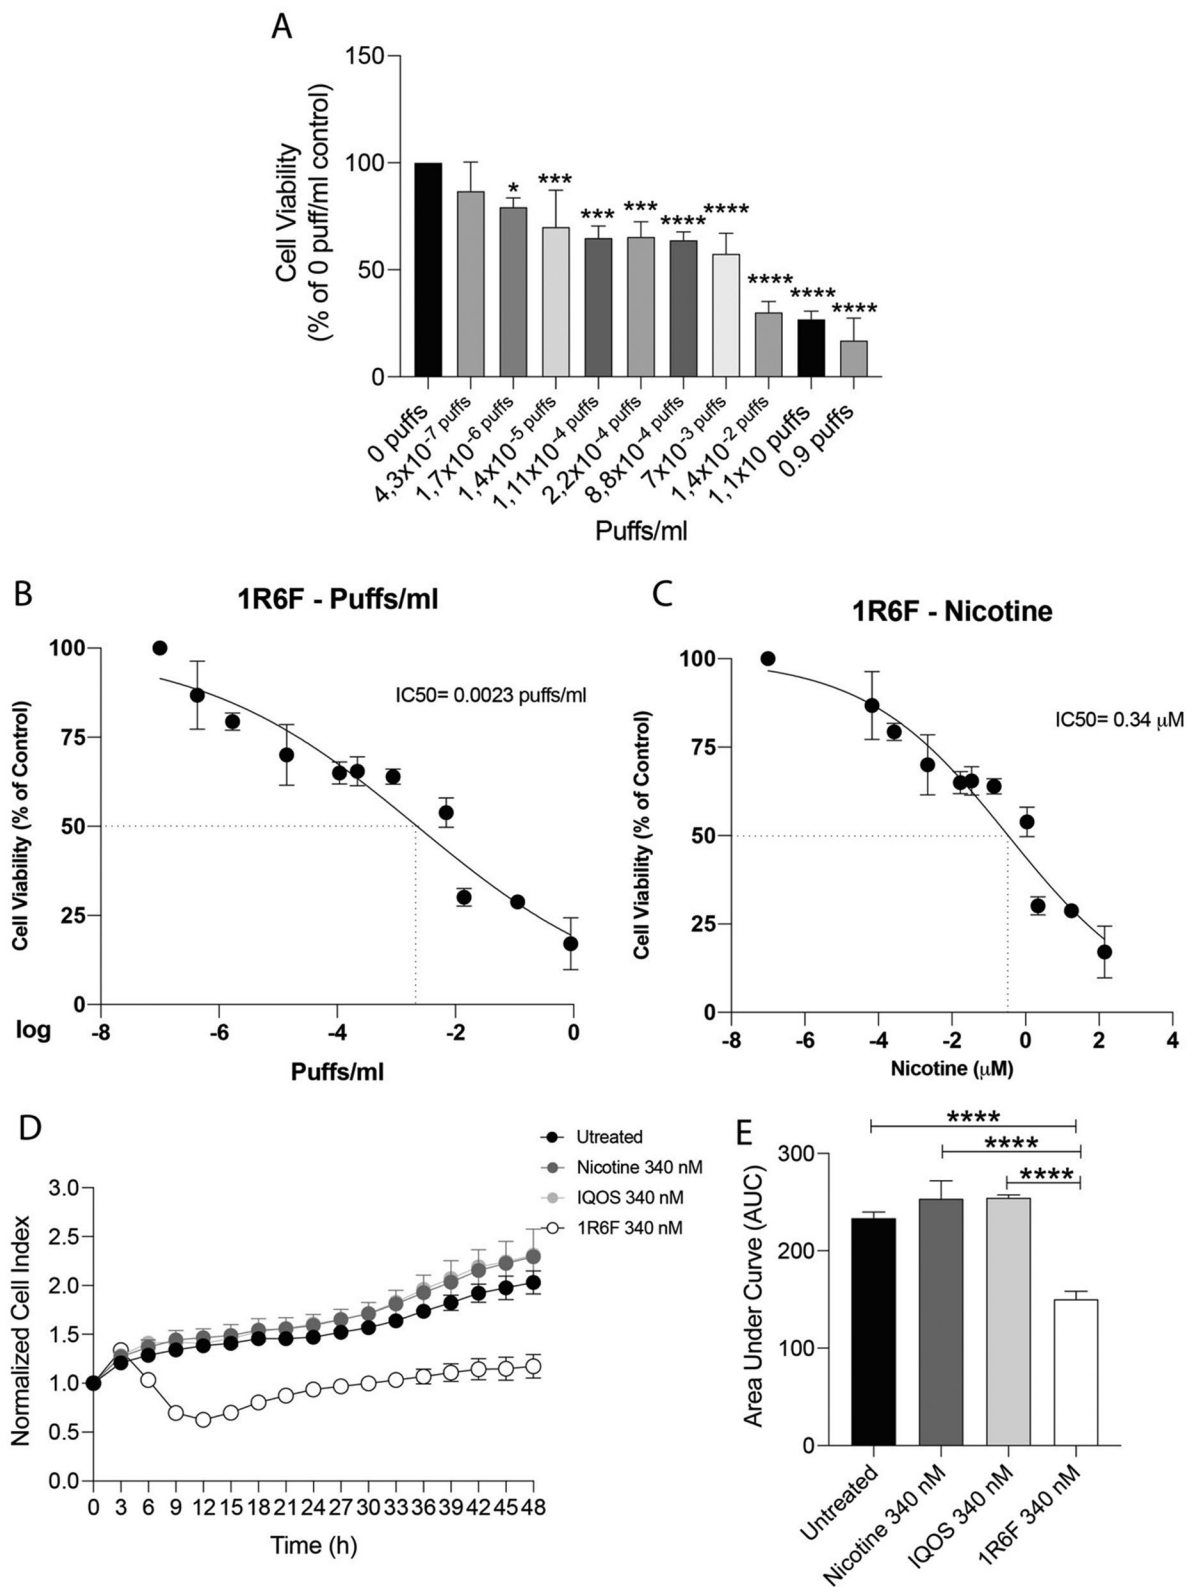 A
150
100
50
0
Cell Viability
(% of 0 puff/ml control)
*
***
***
***
****
****
****
****
****
0 puffs
4,3x10-7 puffs
1,7x10-6 puffs
1,4x10-5 puffs
1,11x10-4 puffs
2,2x10-4 puffs
8,8x10-4 puffs
7x10-3 puffs
1,4x10-2 puffs
1,1x10 puffs
0.9 puffs
Puffs/ml
B
1R6F - Puffs/ml
IC50= 0.0023 puffs/ml
Cell Viability (% of Control)
100
75
50
25
0
log
-8 -6 -4 -2 0
Puffs/ml
C
1R6F - Nicotine
IC50= 0.34 μM
Cell Viability (% of Control)
100
75
50
25
0
-8 -6 -4 -2 0 2 4
Nicotine (μM)
D
Utreated
Nicotine 340 nM
IQOS 340 nM
1R6F 340 nM
Normalized Cell Index
3.0
2.5
2.0
1.5
1.0
0.5
0.0
0 3 6 9 12 15 18 21 24 27 30 33 36 39 42 45 48
Time (h)
E
****
****
****
Area Under Curve (AUC)
300
200
100
0
Untreated
Nicotine 340 nM
IQOS 340 nM
1R6F 340 nM